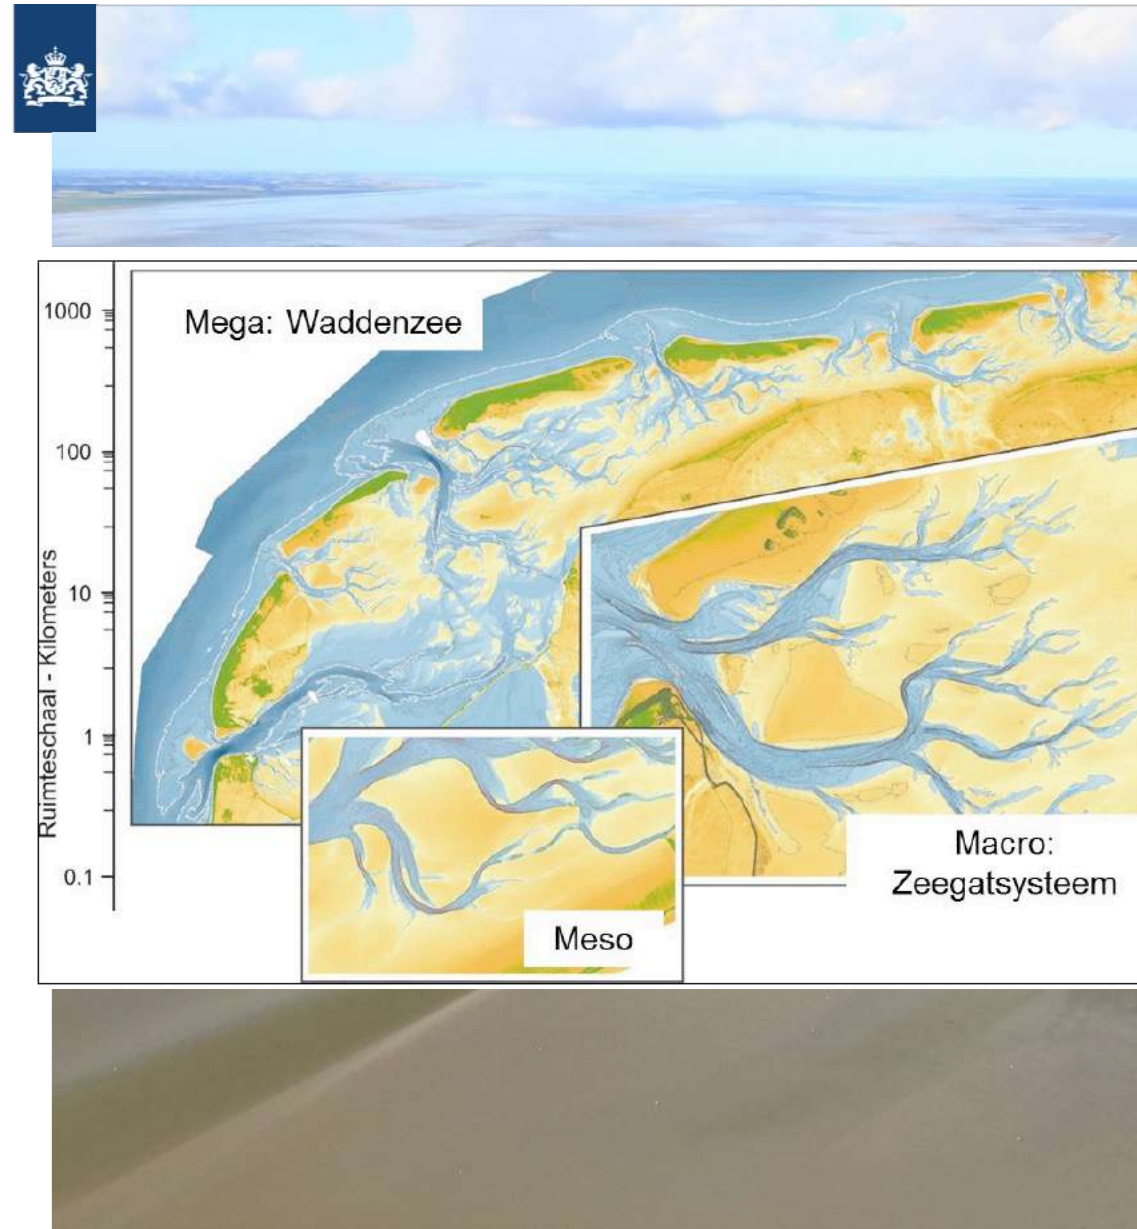 Mega: Waddenzee
1000
100
10
1
0.1
Ruimteschaal - Kilometers
Macro:
Zeegatsysteem
Meso